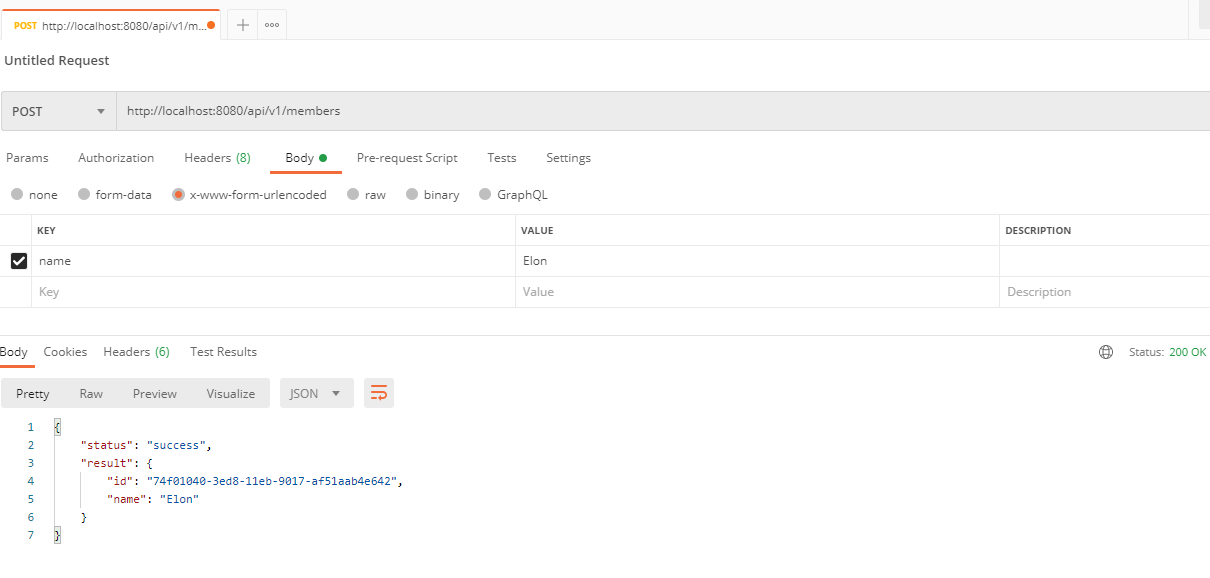 POST http://localhost:8080/api/v1/m...
Untitled Request
POST http://localhost:8080/api/v1/members
Params Authorization Headers (8) Body Pre-request Script Tests Settings
none form-data x-www-form-urlencoded raw binary GraphQL
KEY VALUE DESCRIPTION
name Elon
Key Value Description
Body Cookies Headers (6) Test Results Status: 200 OK
Pretty Raw Preview Visualize JSON
1 {
2 "status": "success",
3 "result": {
4 "id": "74f01040-3ed8-11eb-9017-af51aab4e642",
5 "name": "Elon"
6 }
7 }